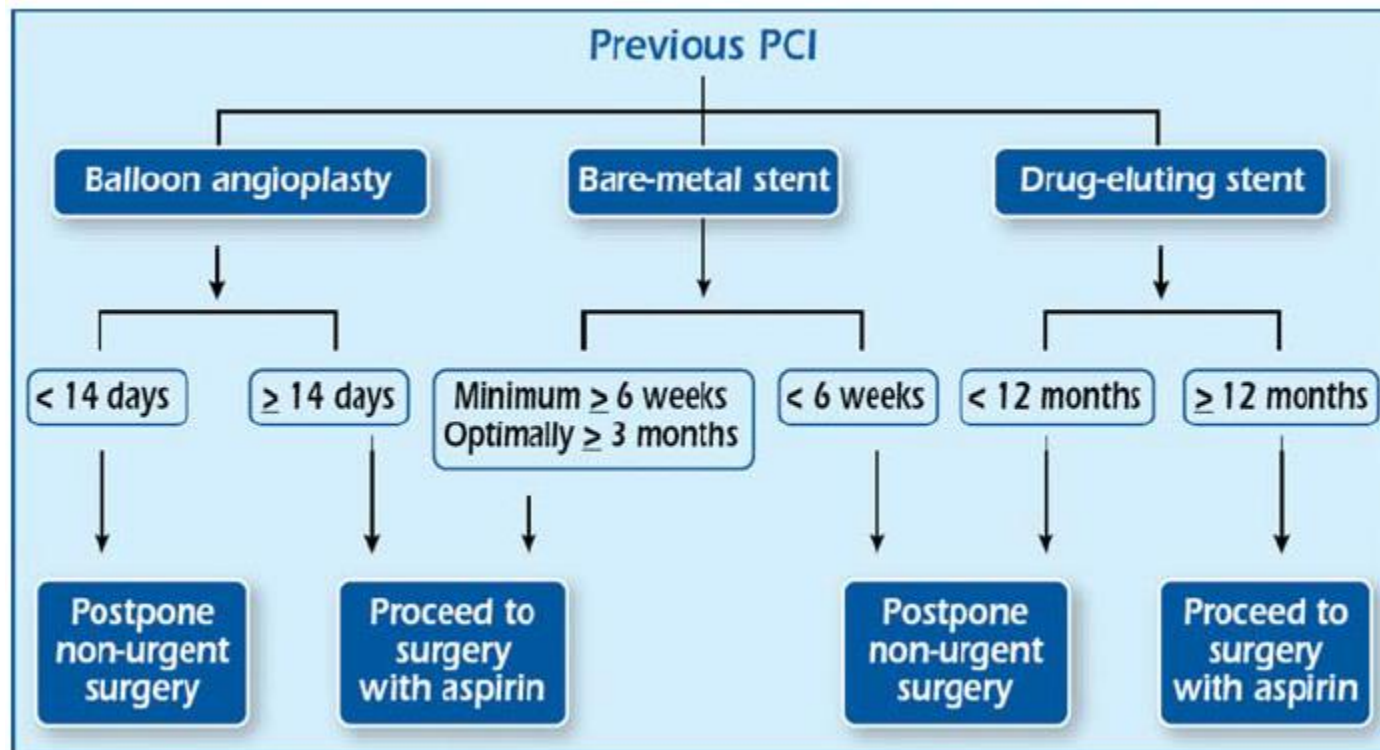 Previous PCI
Balloon angioplasty
Bare-metal stent
Drug-eluting stent
< 14 days
≥ 14 days
Minimum ≥ 6 weeks
Optimally ≥ 3 months
< 6 weeks
< 12 months
≥ 12 months
Postpone
non-urgent
surgery
Proceed to
surgery
with aspirin
Postpone
non-urgent
surgery
Proceed to
surgery
with aspirin